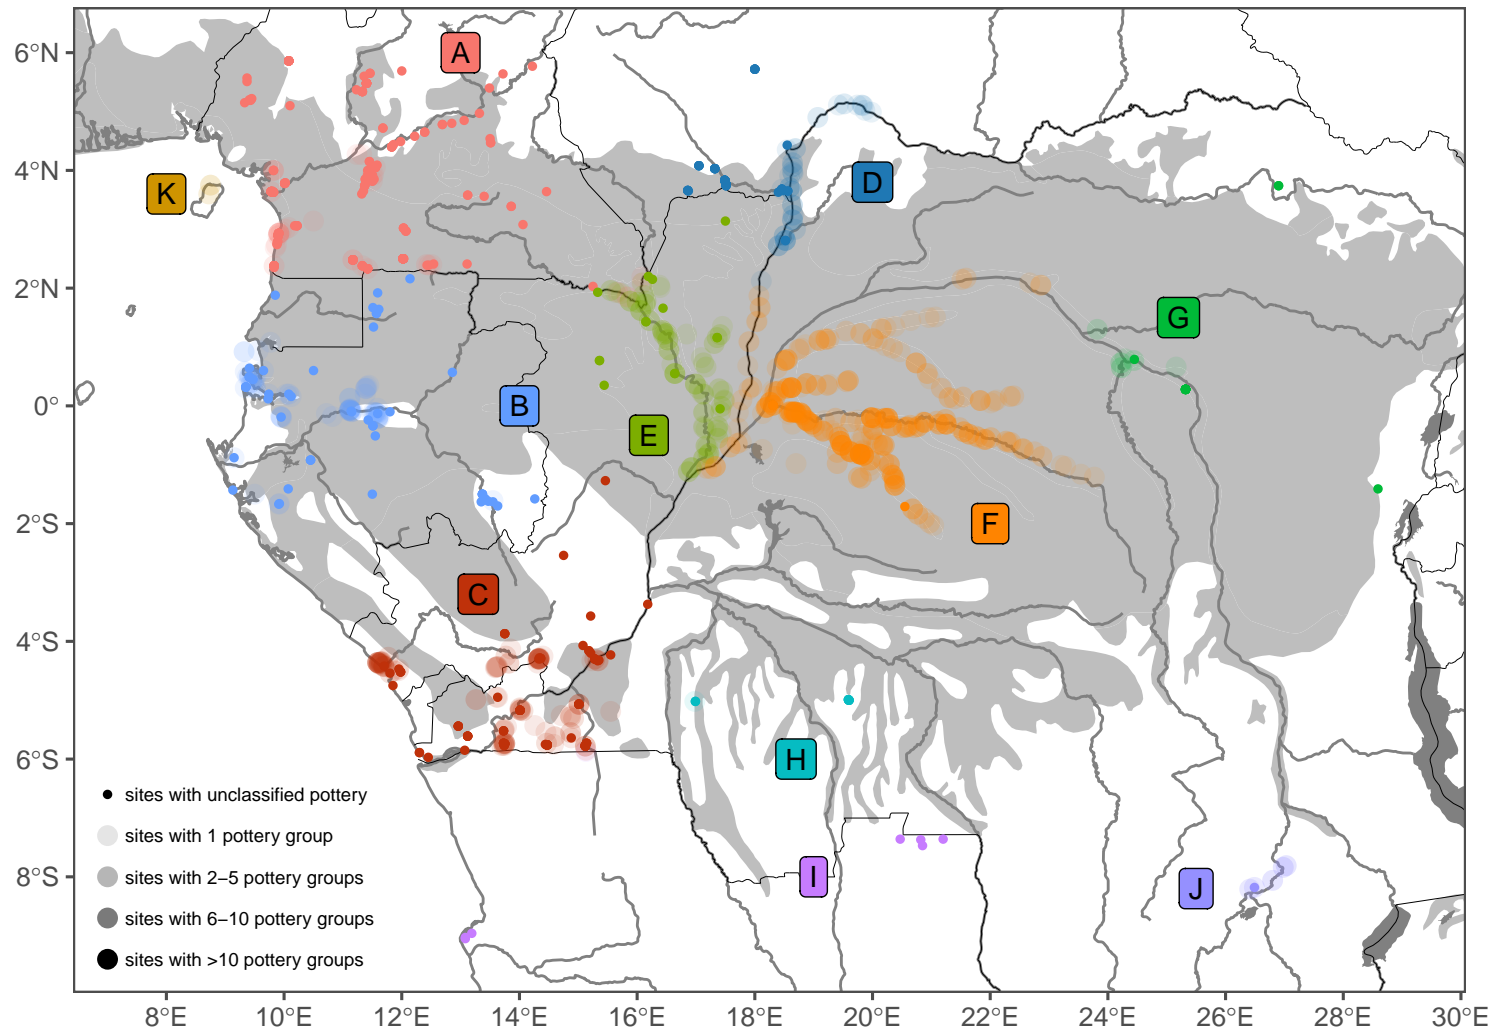 6°N
4°N
2°N
0°
2°S
4°S
6°S
8°S
A
K
D
G
B
E
F
C
H
I
J
sites with unclassified pottery
sites with 1 pottery group
sites with 2–5 pottery groups
sites with 6–10 pottery groups
sites with >10 pottery groups
8°E 10°E 12°E 14°E 16°E 18°E 20°E 22°E 24°E 26°E 28°E 30°E